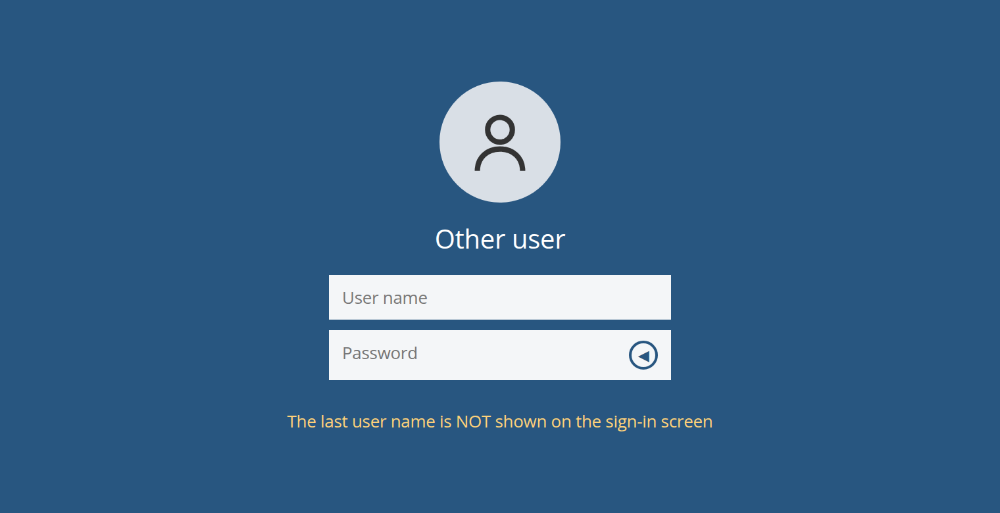 Other user
User name
Password
The last user name is NOT shown on the sign-in screen